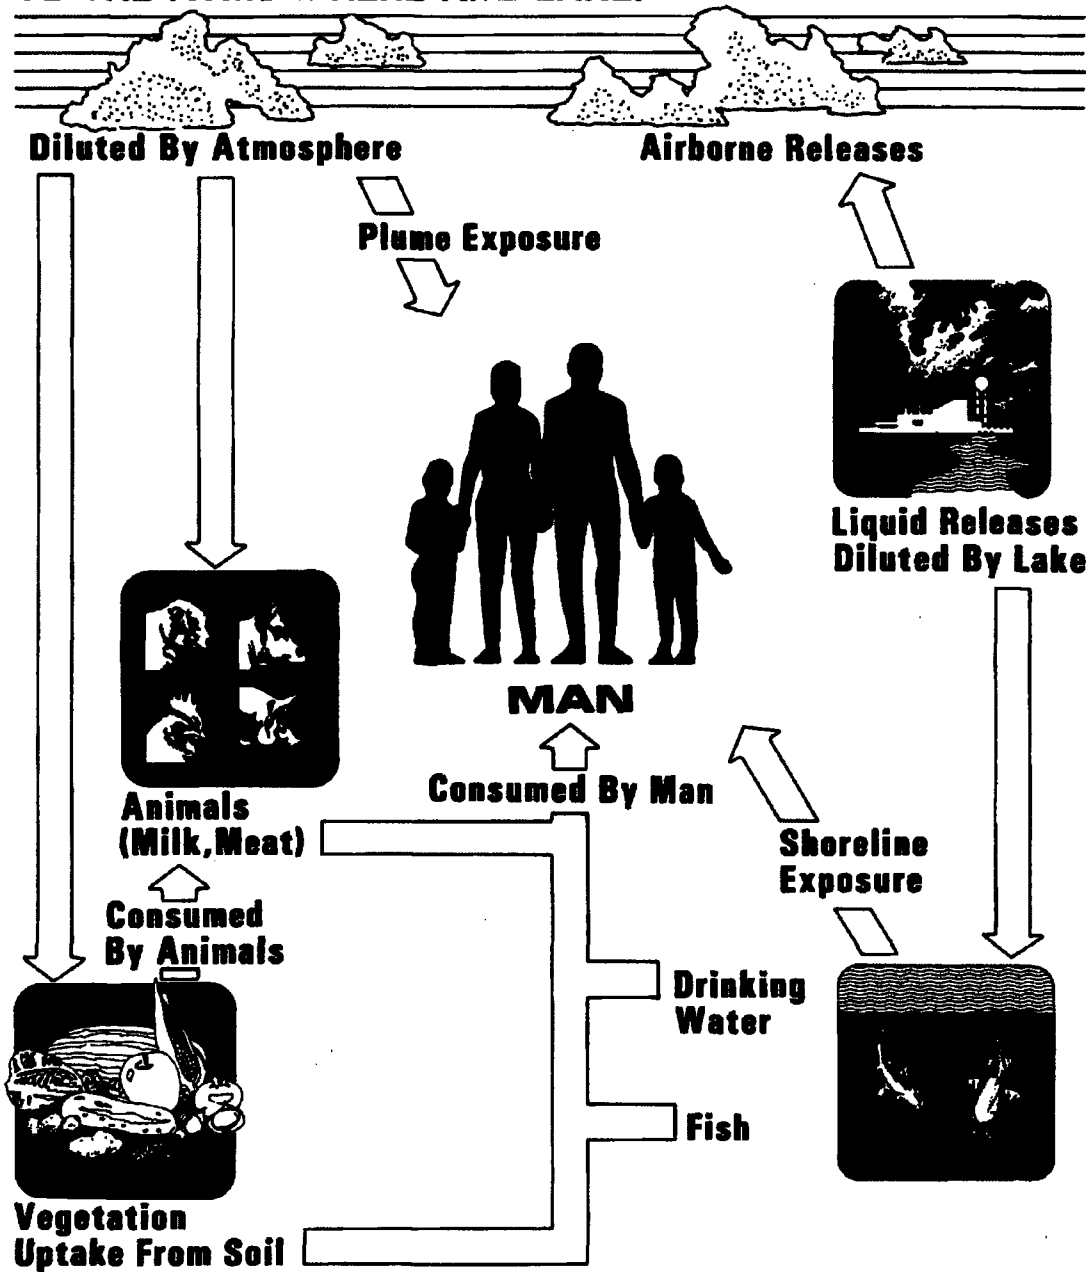 Diluted By Atmosphere
Airborne Releases
Plume Exposure
Liquid Releases
Diluted By Lake
MAN
Consumed By Man
Animals
(Milk,Meat)
Shoreline
Exposure
Consumed
By Animals
Drinking
Water
Fish
Vegetation
Uptake From Soil